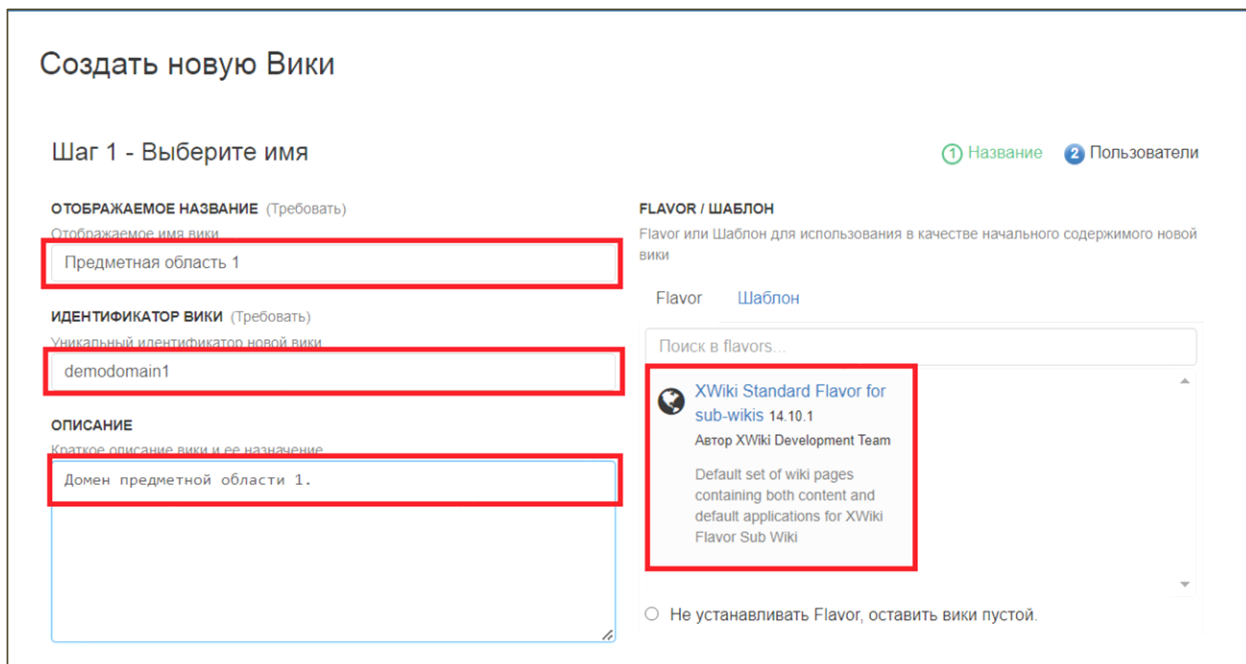 Создать новую Вики
Шаг 1 - Выберите имя
1 Название 2 Пользователи
ОТОБРАЖАЕМОЕ НАЗВАНИЕ (Требовать)
Отображаемое имя вики
Предметная область 1
ИДЕНТИФИКАТОР ВИКИ (Требовать)
Уникальный идентификатор новой вики
demodomain1
ОПИСАНИЕ
Краткое описание вики и ее назначение
Домен предметной области 1.
FLAVOR / ШАБЛОН
Flavor или Шаблон для использования в качестве начального содержимого новой
вики
Flavor Шаблон
Поиск в flavors...
XWiki Standard Flavor for
sub-wikis 14.10.1
Автор XWiki Development Team
Default set of wiki pages
containing both content and
default applications for XWiki
Flavor Sub Wiki
Не устанавливать Flavor, оставить вики пустой.